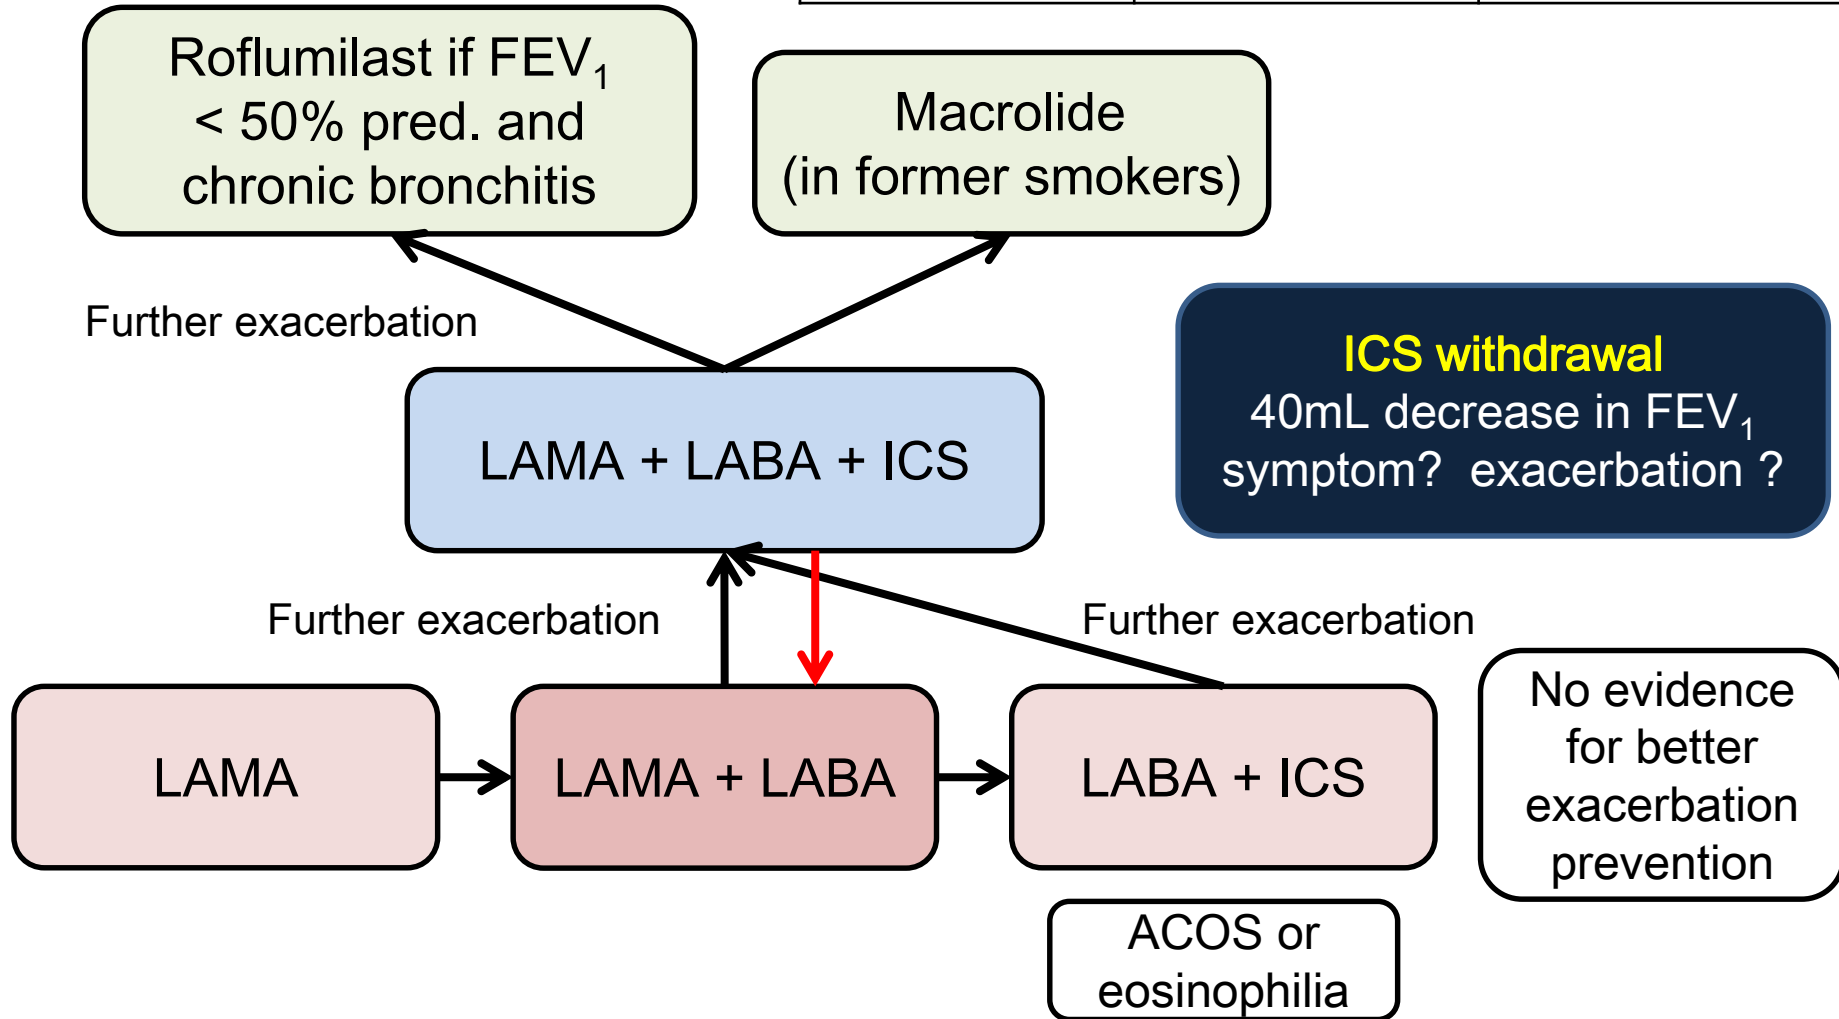 Roflumilast if FEV₁
< 50% pred. and
chronic bronchitis
Macrolide
(in former smokers)
Further exacerbation
ICS withdrawal
40mL decrease in FEV₁
symptom?  exacerbation ?
LAMA + LABA + ICS
Further exacerbation
Further exacerbation
LAMA
LAMA + LABA
LABA + ICS
No evidence
for better
exacerbation
prevention
ACOS or
eosinophilia